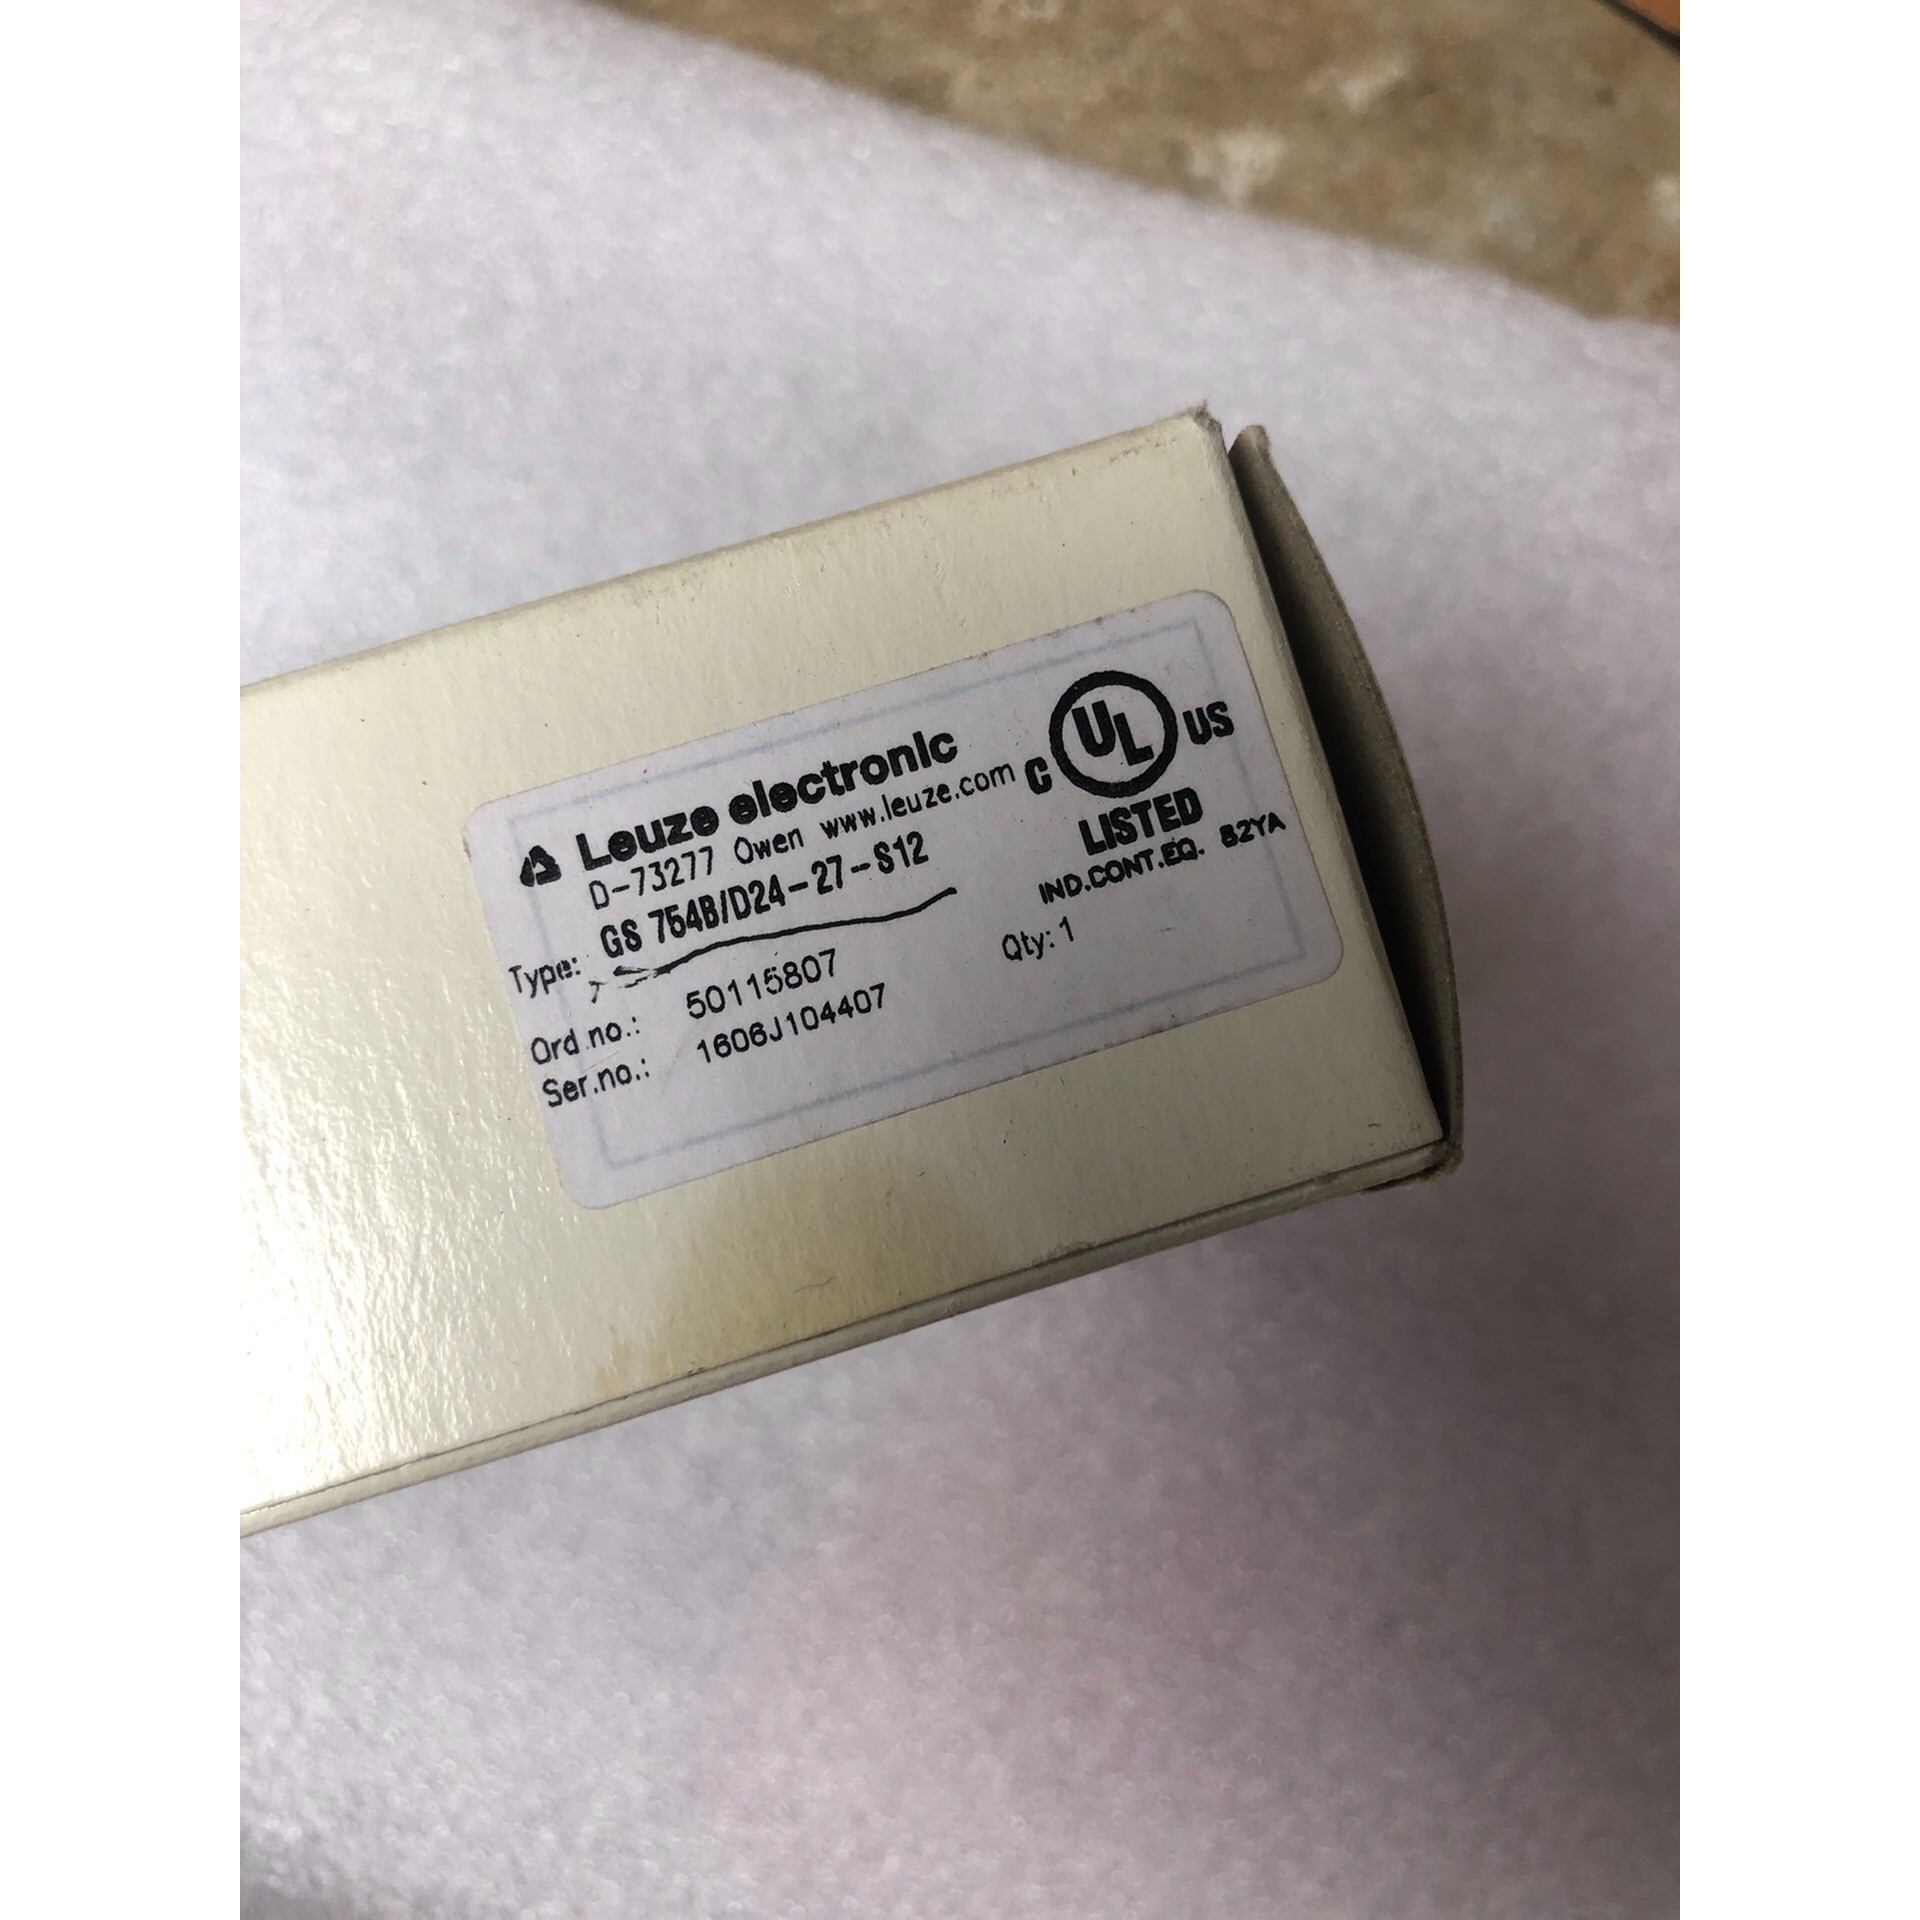 Leuze electronic
D-73277 Owen www.leuze.com
Type: GS 754B/D24-27-S12
Ord.no.: 50115807
Ser.no.: 1606J104407
Qty: 1
C UL US
LISTED
IND.CONT.EQ. 82YA